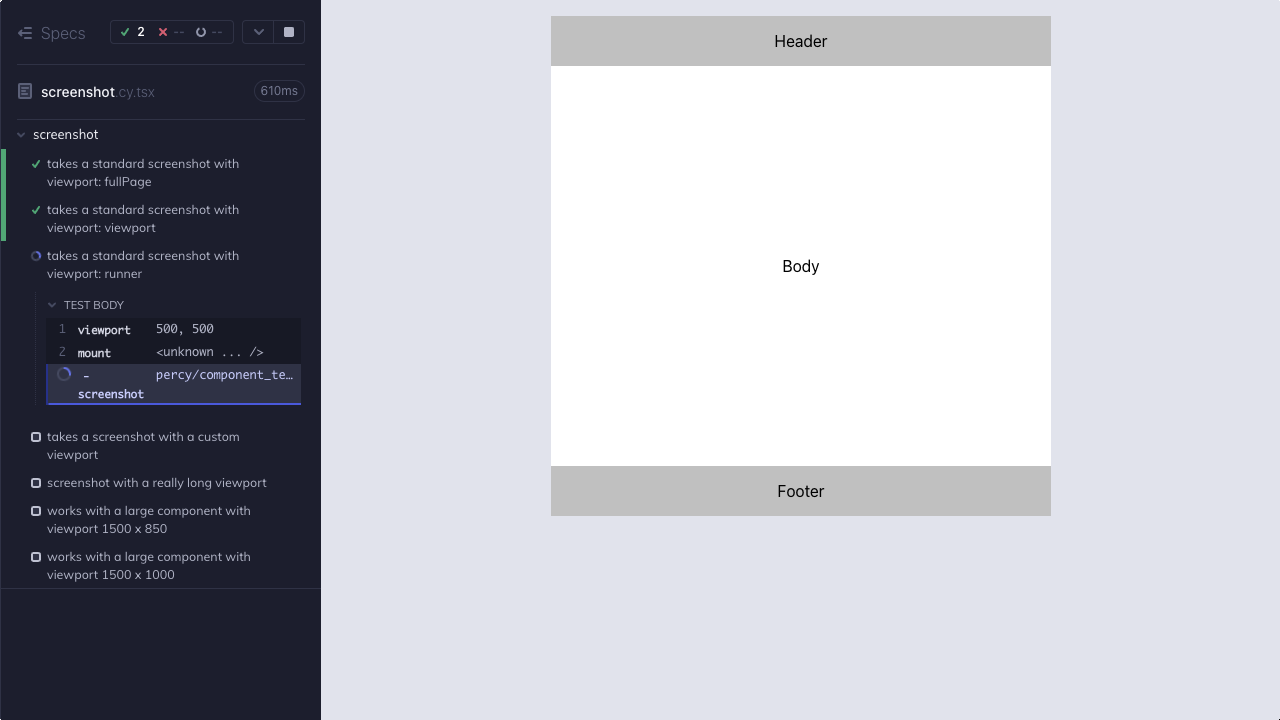 Specs
2 -- --
screenshot.cy.tsx 610ms
screenshot
takes a standard screenshot with
viewport: fullPage
takes a standard screenshot with
viewport: viewport
takes a standard screenshot with
viewport: runner
TEST BODY
1 viewport 500, 500
2 mount <unknown ... />
- percy/component_te…
screenshot
takes a screenshot with a custom
viewport
screenshot with a really long viewport
works with a large component with
viewport 1500 x 850
works with a large component with
viewport 1500 x 1000
Header
Body
Footer